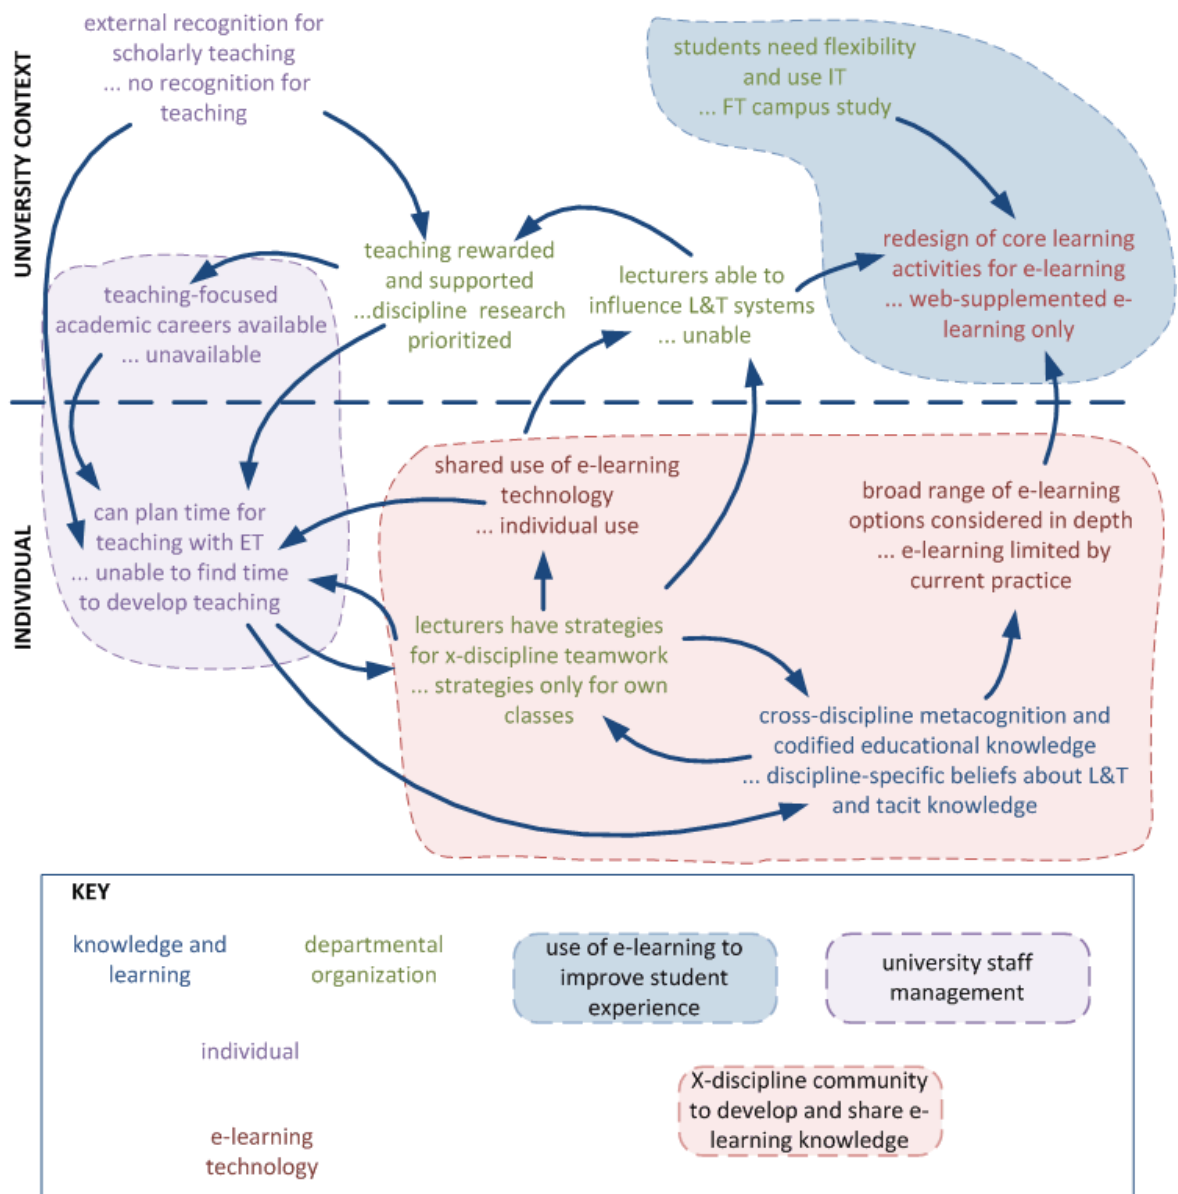 UNIVERSITY CONTEXT
external recognition for
scholarly teaching
... no recognition for
teaching
students need flexibility
and use IT
... FT campus study
teaching rewarded
and supported
...discipline research
prioritized
lecturers able to
influence L&T systems
... unable
redesign of core learning
activities for e-learning
... web-supplemented e-
learning only
teaching-focused
academic careers available
... unavailable
INDIVIDUAL
can plan time for
teaching with ET
... unable to find time
to develop teaching
shared use of e-learning
technology
... individual use
broad range of e-learning
options considered in depth
... e-learning limited by
current practice
lecturers have strategies
for x-discipline teamwork
... strategies only for own
classes
cross-discipline metacognition and
codified educational knowledge
... discipline-specific beliefs about L&T
and tacit knowledge
KEY
knowledge and
learning
departmental
organization
use of e-learning to
improve student
experience
university staff
management
individual
X-discipline community
to develop and share e-
learning knowledge
e-learning
technology